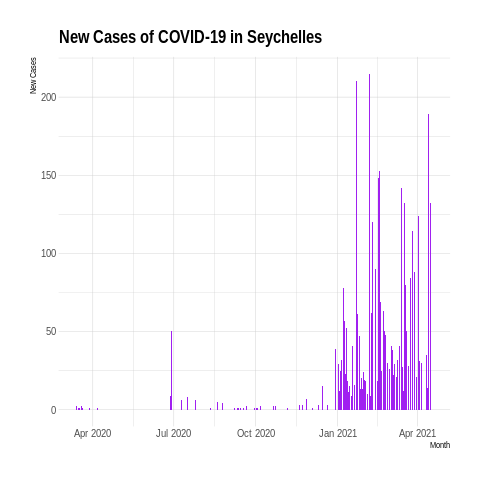 New Cases of COVID-19 in Seychelles
New Cases
200
150
100
50
0
Apr 2020 Jul 2020 Oct 2020 Jan 2021 Apr 2021
Month